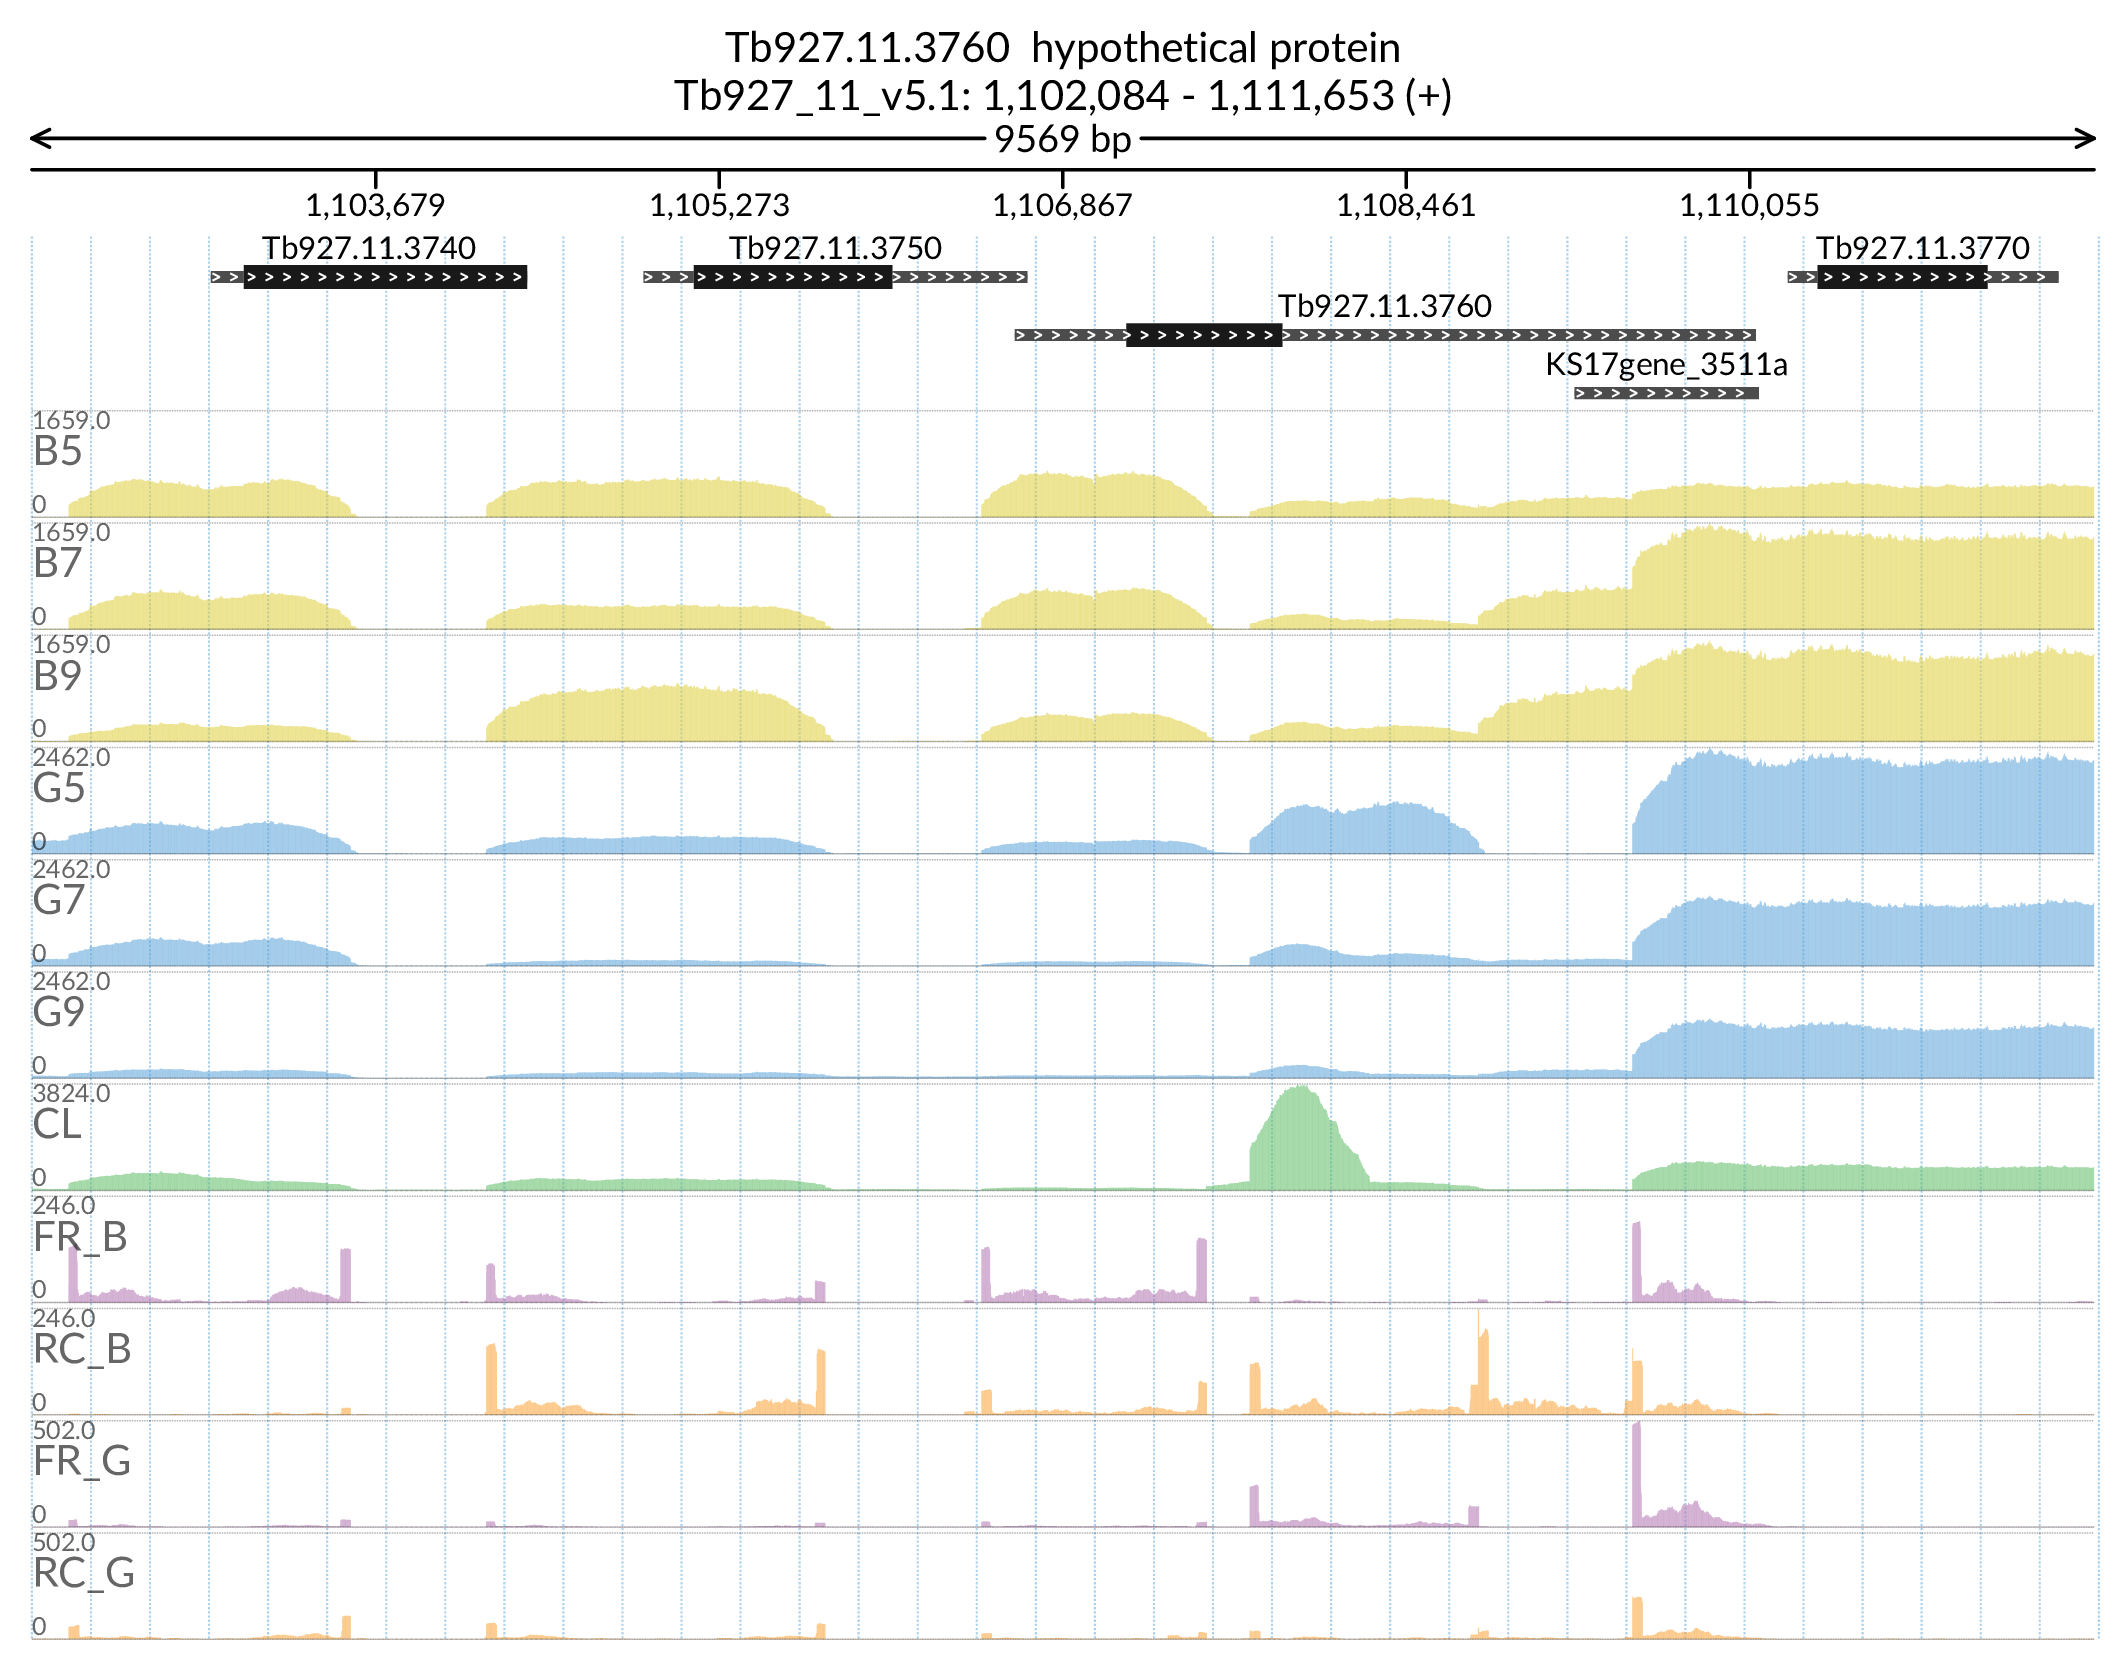 Tb927.11.3760 hypothetical protein
Tb927_11_v5.1: 1,102,084 - 1,111,653 (+)
9569 bp
1,103,679 1,105,273 1,106,867 1,108,461 1,110,055
Tb927.11.3740 Tb927.11.3750 Tb927.11.3770
Tb927.11.3760
KS17gene_3511a
1659.0
B5
0
1659.0
B7
0
1659.0
B9
0
2462.0
G5
0
2462.0
G7
0
2462.0
G9
0
3824.0
CL
0
246.0
FR_B
0
246.0
RC_B
0
502.0
FR_G
0
502.0
RC_G
0